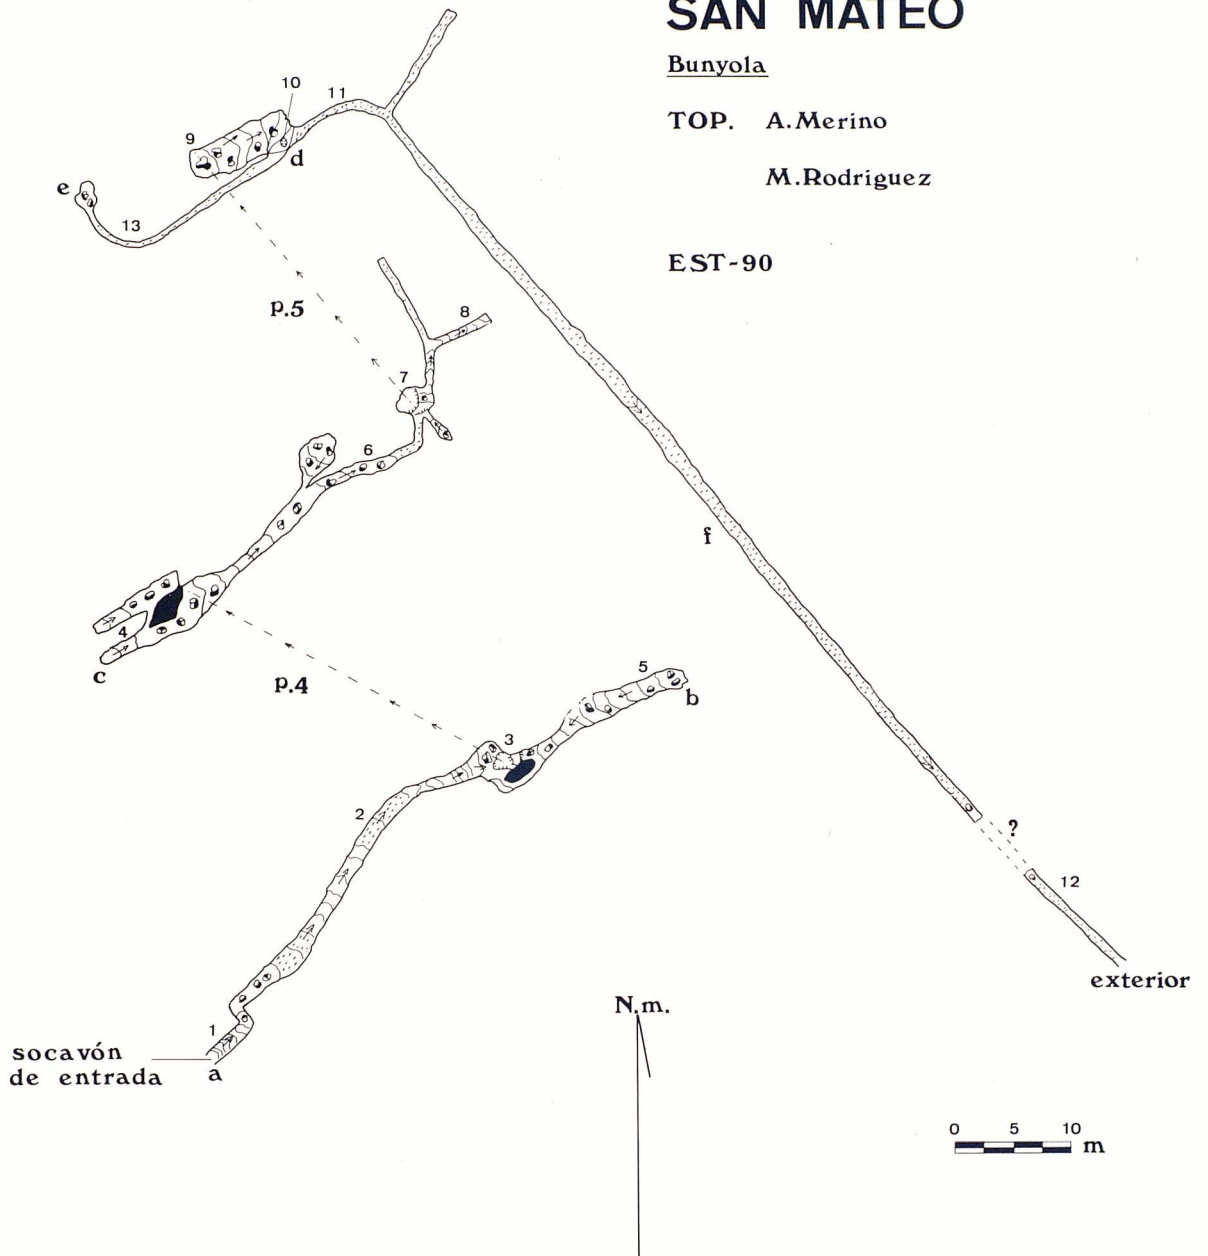 SAN MATEO
Bunyola
TOP. A.Merino
M.Rodriguez
EST-90
10
11
9
d
e
13
p.5
8
7
6
f
4
c
p.4
5
b
3
2
?
12
exterior
N.m.
1
socavón
de entrada
a
0 5 10
m